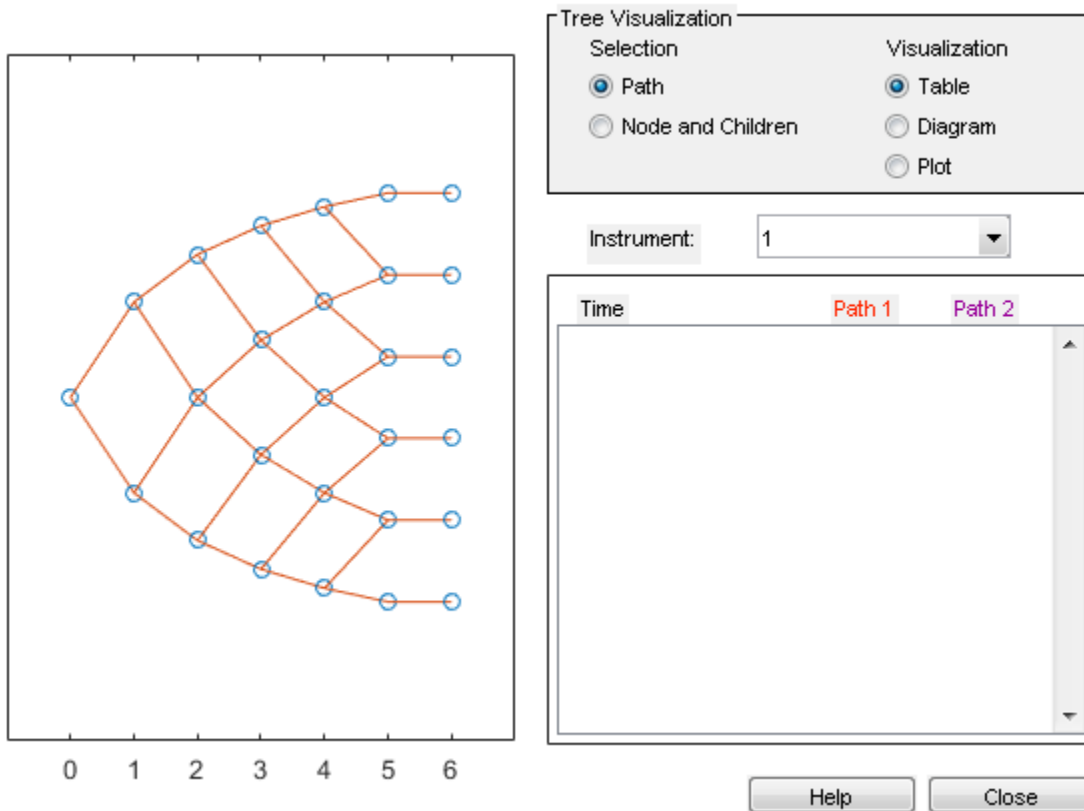 Tree Visualization
Selection
Visualization
Path
Table
Node and Children
Diagram
Plot
Instrument:
1
Time
Path 1
Path 2
0 1 2 3 4 5 6
Help
Close